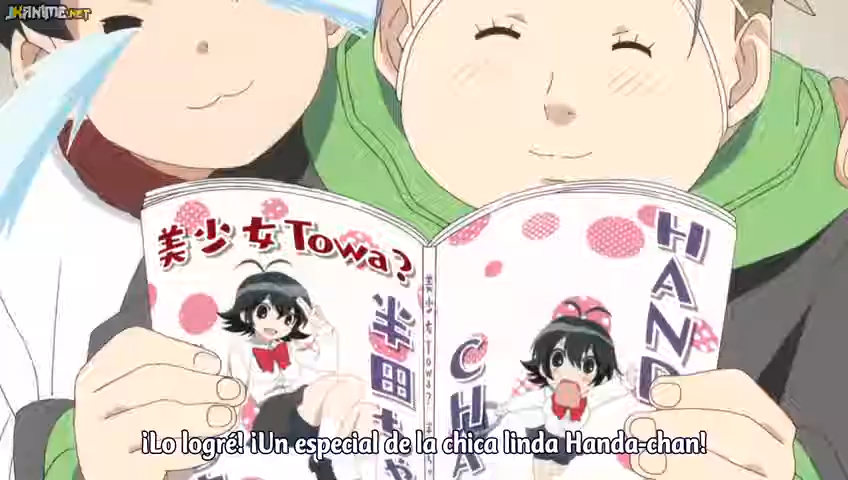 JKANIME.NET
美少女Towa?
半田ちゃ
美少女Towa?
HAND
CHA
¡Lo logré! ¡Un especial de la chica linda Handa-chan!